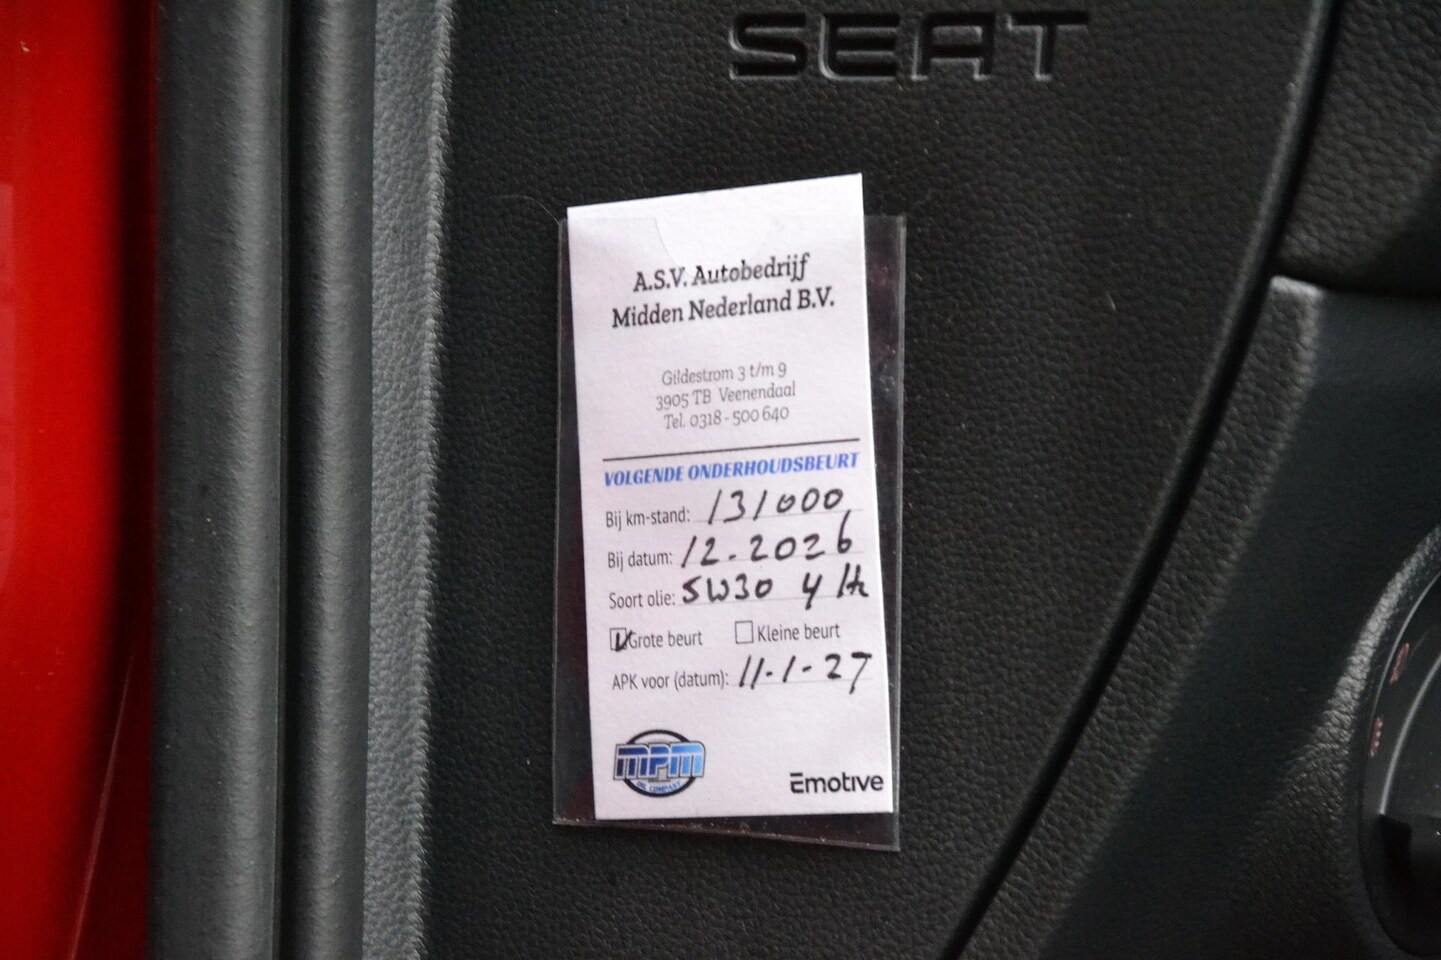 SEAT
A.S.V. Autobedrijf
Midden Nederland B.V.
Gildestrom 3 t/m 9
3905 TB Veenendaal
Tel. 0318 - 500 640
VOLGENDE ONDERHOUDSBEURT
Bij km-stand: 131000
Bij datum: 12-2026
Soort olie: 5W30 4 ltr
Grote beurt Kleine beurt
APK voor (datum): 11-1-27
MPM
OIL COMPANY
Emotive